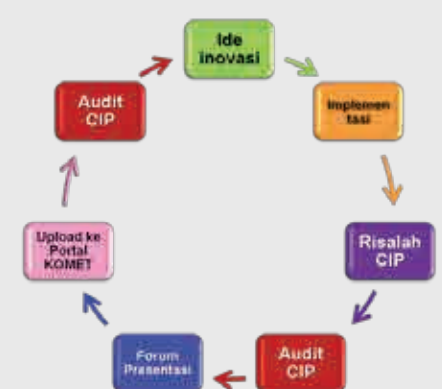 Ide
inovasi
Implemen
tasi
Risalah
CIP
Audit
CIP
Forum
Presentasi
Upload ke
Portal
KOMET
Audit
CIP